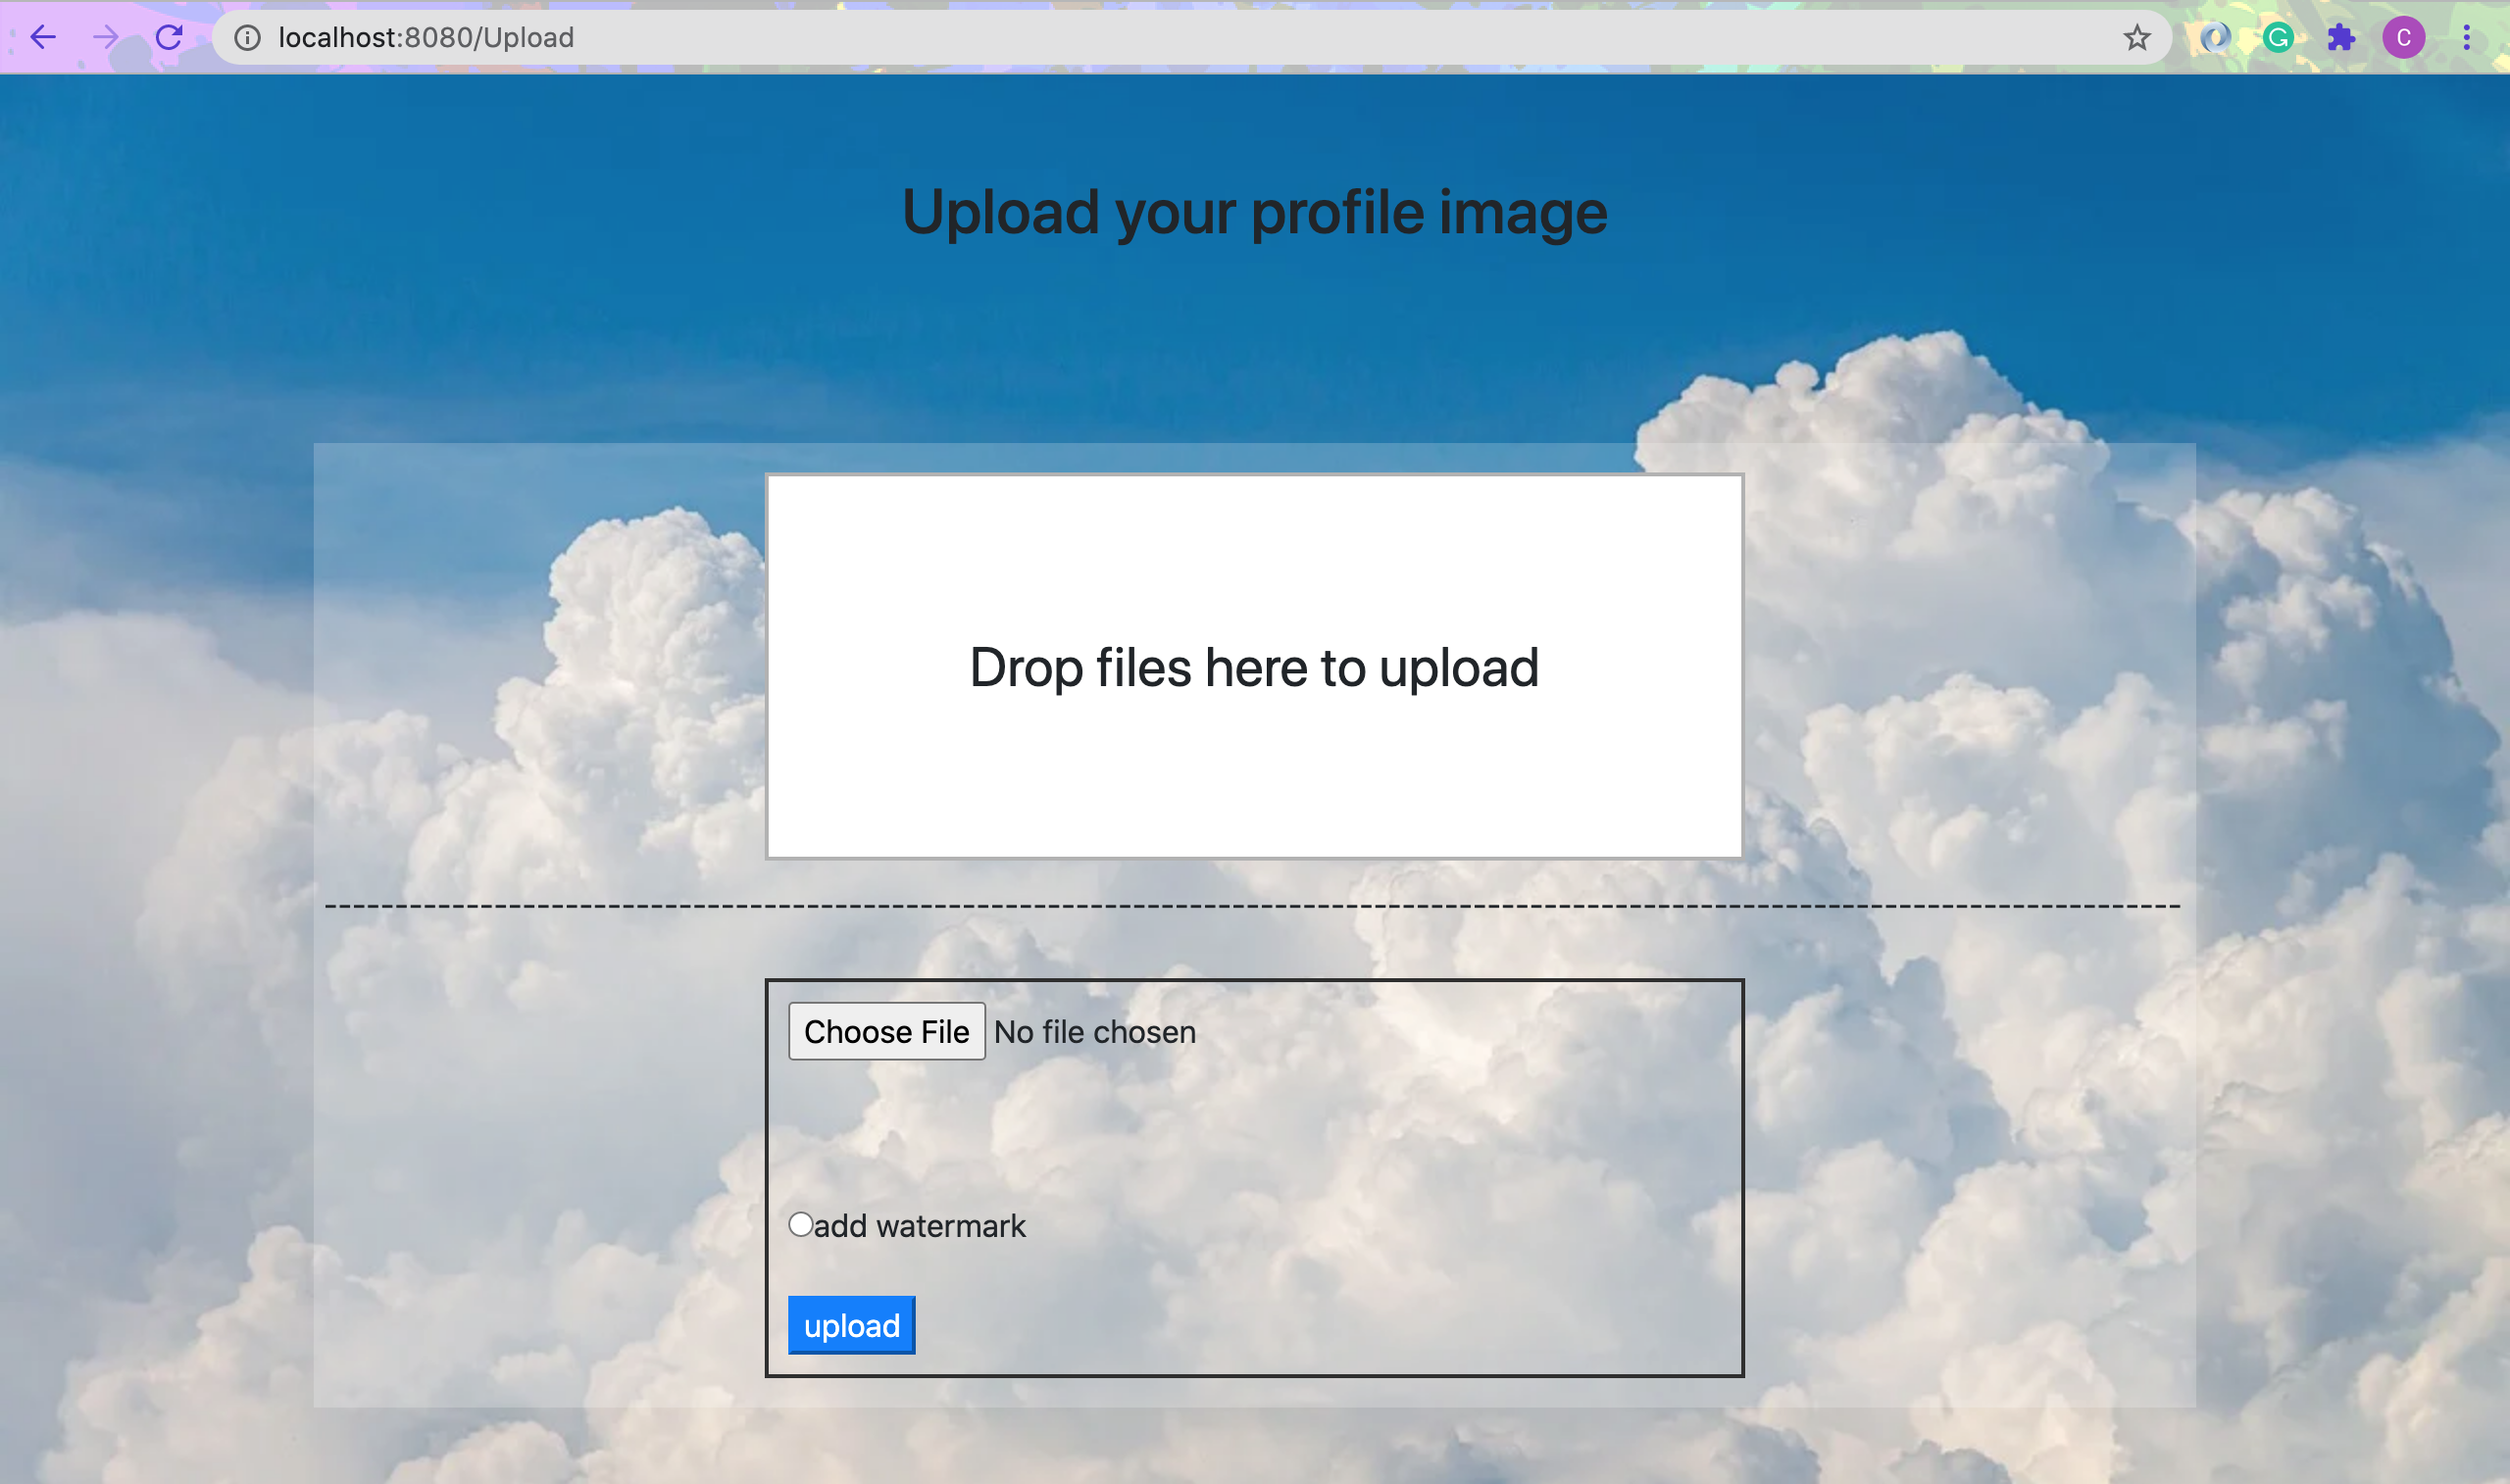 localhost:8080/Upload
C
Upload your profile image
Drop files here to upload
Choose File No file chosen
add watermark
upload